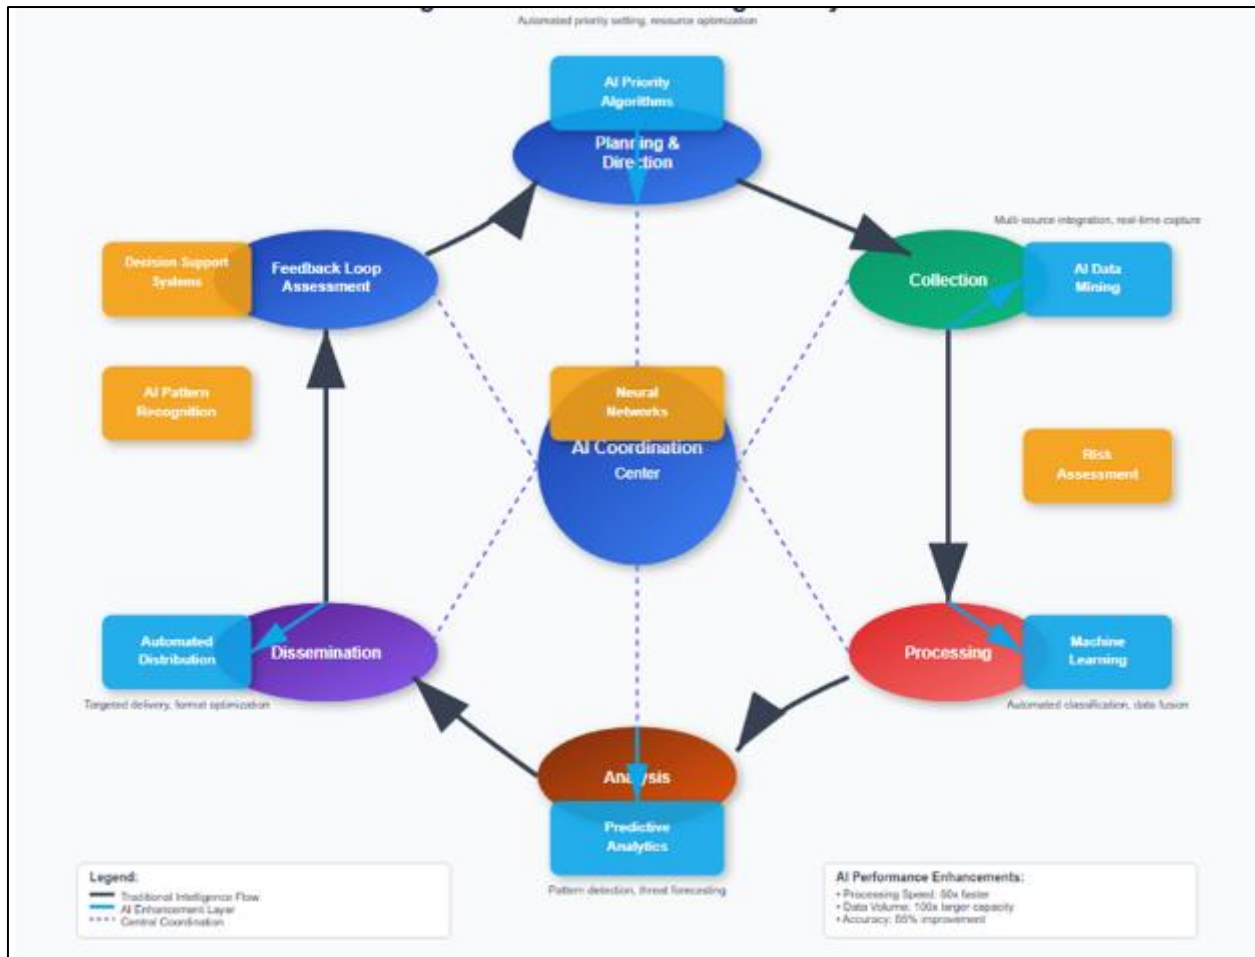 Automated priority setting, resource optimization
AI Priority
Algorithms
Planning &
Direction
Multi-source integration, real-time capture
Decision Support
Systems
Feedback Loop
Assessment
Collection
AI Data
Mining
AI Pattern
Recognition
Neural
Networks
AI Coordination
Center
Risk
Assessment
Automated
Distribution
Dissemination
Processing
Machine
Learning
Targeted delivery, format optimization
Automated classification, data fusion
Analysis
Predictive
Analytics
Pattern detection, threat forecasting
Legend:
Traditional Intelligence Flow
AI Enhancement Layer
Central Coordination
AI Performance Enhancements:
• Processing Speed: faster
• Data Volume: 100x larger capacity
• Accuracy: improvement